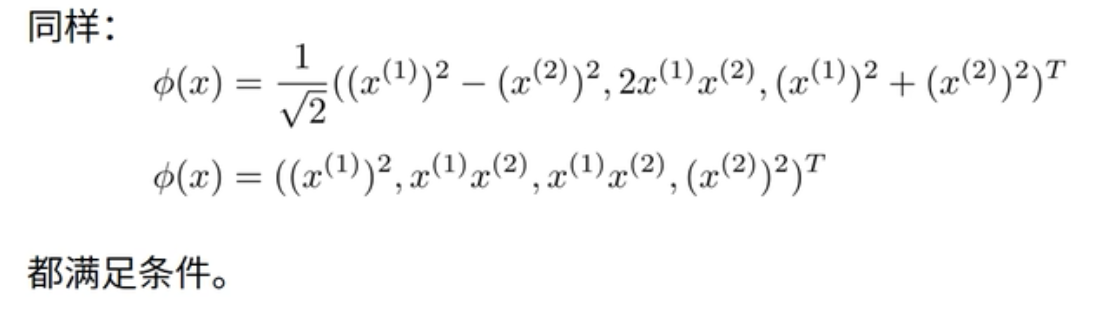 同样：
ϕ(x) = 1/√2((x^(1))^2 − (x^(2))^2, 2x^(1)x^(2), (x^(1))^2 + (x^(2))^2)^T
ϕ(x) = ((x^(1))^2, x^(1)x^(2), x^(1)x^(2), (x^(2))^2)^T
都满足条件。